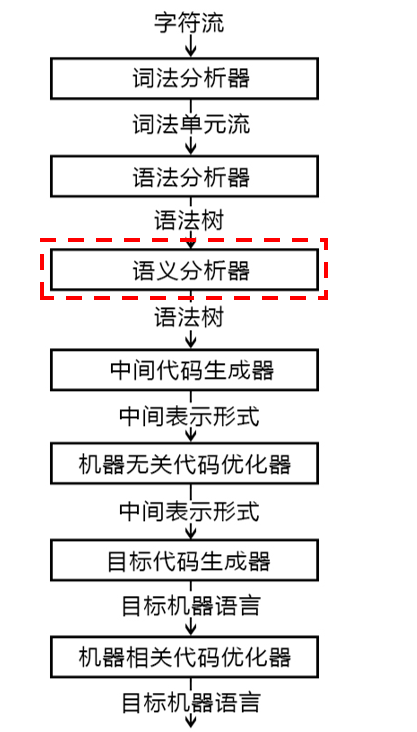 字符流
词法分析器
词法单元流
语法分析器
语法树
语义分析器
语法树
中间代码生成器
中间表示形式
机器无关代码优化器
中间表示形式
目标代码生成器
目标机器语言
机器相关代码优化器
目标机器语言